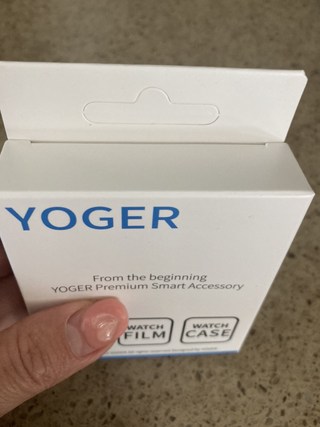 YOGER
From the beginning
YOGER Premium Smart Accessory
WATCH
FILM
WATCH
CASE